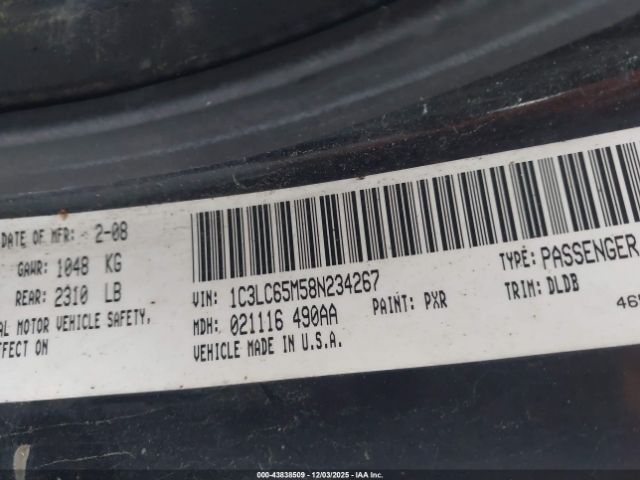 DATE OF MFR: 2-08
GAWR: 1048 KG
REAR: 2310 LB
AL MOTOR VEHICLE SAFETY,
FFECT ON
VIN: 1C3LC65M58N234267
MDH: 021116 490AA
PAINT: PXR
VEHICLE MADE IN U.S.A.
TYPE: PASSENGER
TRIM: DLDB
000-43838509 - 12/03/2025 - IAA Inc.